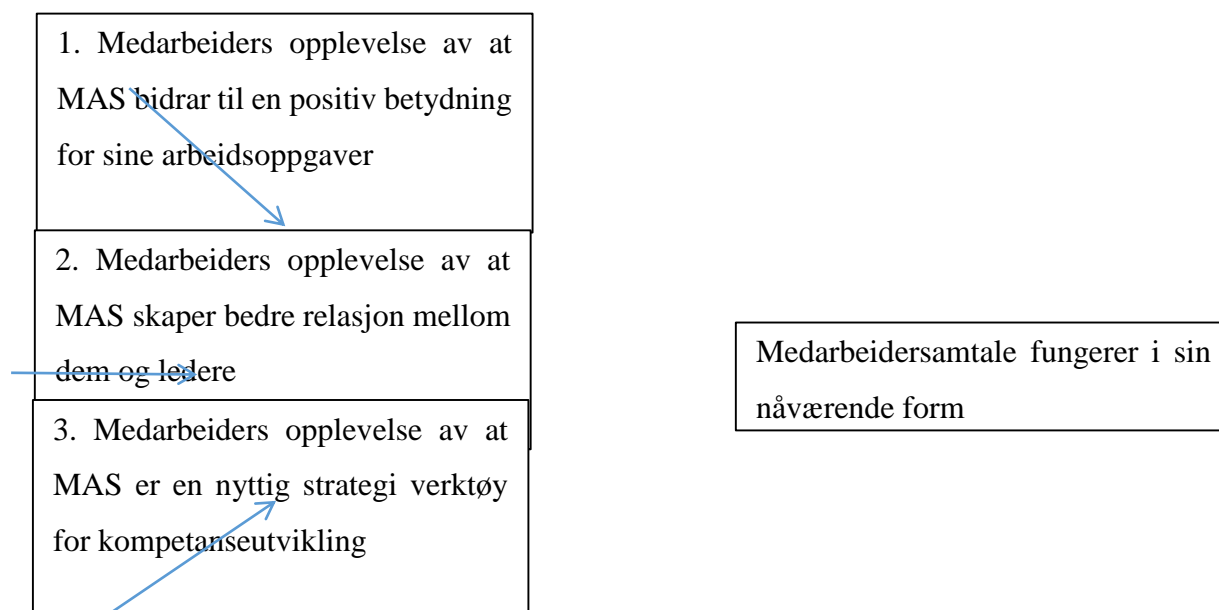 1. Medarbeiders opplevelse av at
MAS bidrar til en positiv betydning
for sine arbeidsoppgaver
2. Medarbeiders opplevelse av at
MAS skaper bedre relasjon mellom
dem og ledere
3. Medarbeiders opplevelse av at
MAS er en nyttig strategi verktøy
for kompetanseutvikling
Medarbeidersamtale fungerer i sin
nåværende form